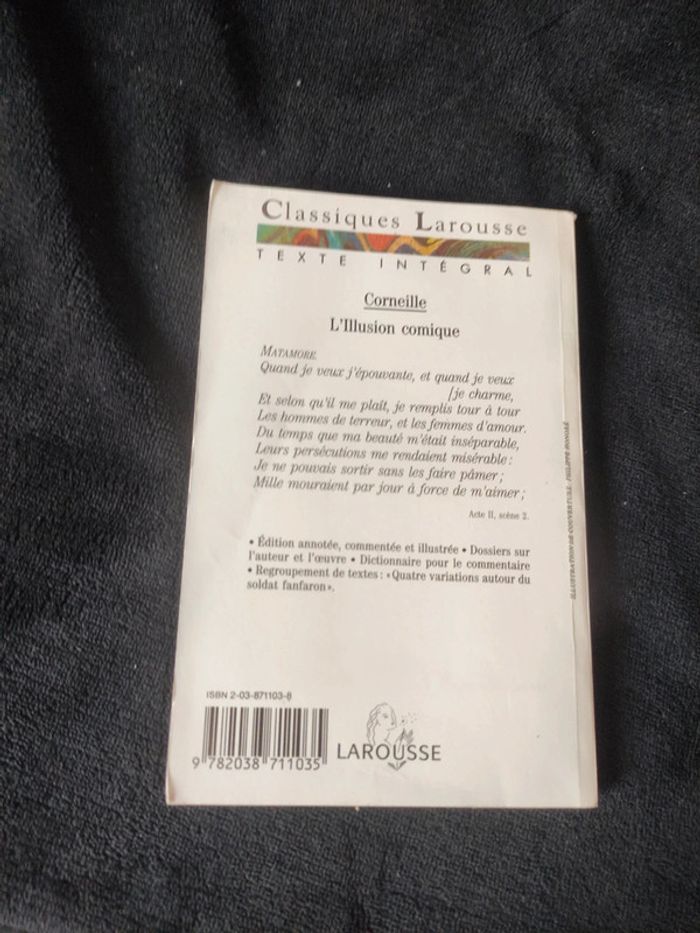 Classiques Larousse
TEXTE INTÉGRAL
Corneille
L'Illusion comique
MATAMORE.
Quand je veux j'épouvante, et quand je veux
[je charme,
Et selon qu'il me plaît, je remplis tour à tour
Les hommes de terreur, et les femmes d'amour.
Du temps que ma beauté m'était inséparable,
Leurs persécutions me rendaient misérable :
Je ne pouvais sortir sans les faire pâmer ;
Mille mouraient par jour à force de m'aimer ;
Acte II, scène 2.
• Édition annotée, commentée et illustrée • Dossiers sur
l'auteur et l'œuvre • Dictionnaire pour le commentaire
• Regroupement de textes : «Quatre variations autour du
soldat fanfaron».
ILLUSTRATION DE COUVERTURE : PHILIPPE HONORÉ
ISBN 2-03-871103-8
9 782038 711035
LAROUSSE